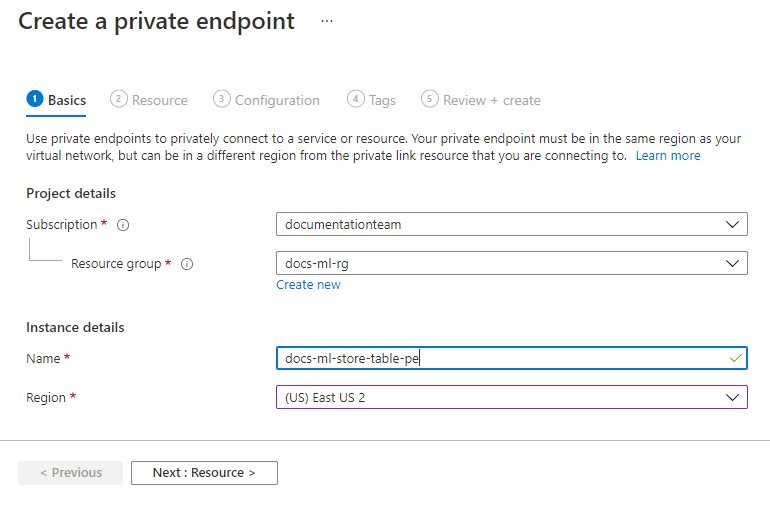 Create a private endpoint ...
1 Basics 2 Resource 3 Configuration 4 Tags 5 Review + create
Use private endpoints to privately connect to a service or resource. Your private endpoint must be in the same region as your
virtual network, but can be in a different region from the private link resource that you are connecting to. Learn more
Project details
Subscription * documentationteam
Resource group * docs-ml-rg
Create new
Instance details
Name * docs-ml-store-table-pe
Region * (US) East US 2
< Previous Next : Resource >